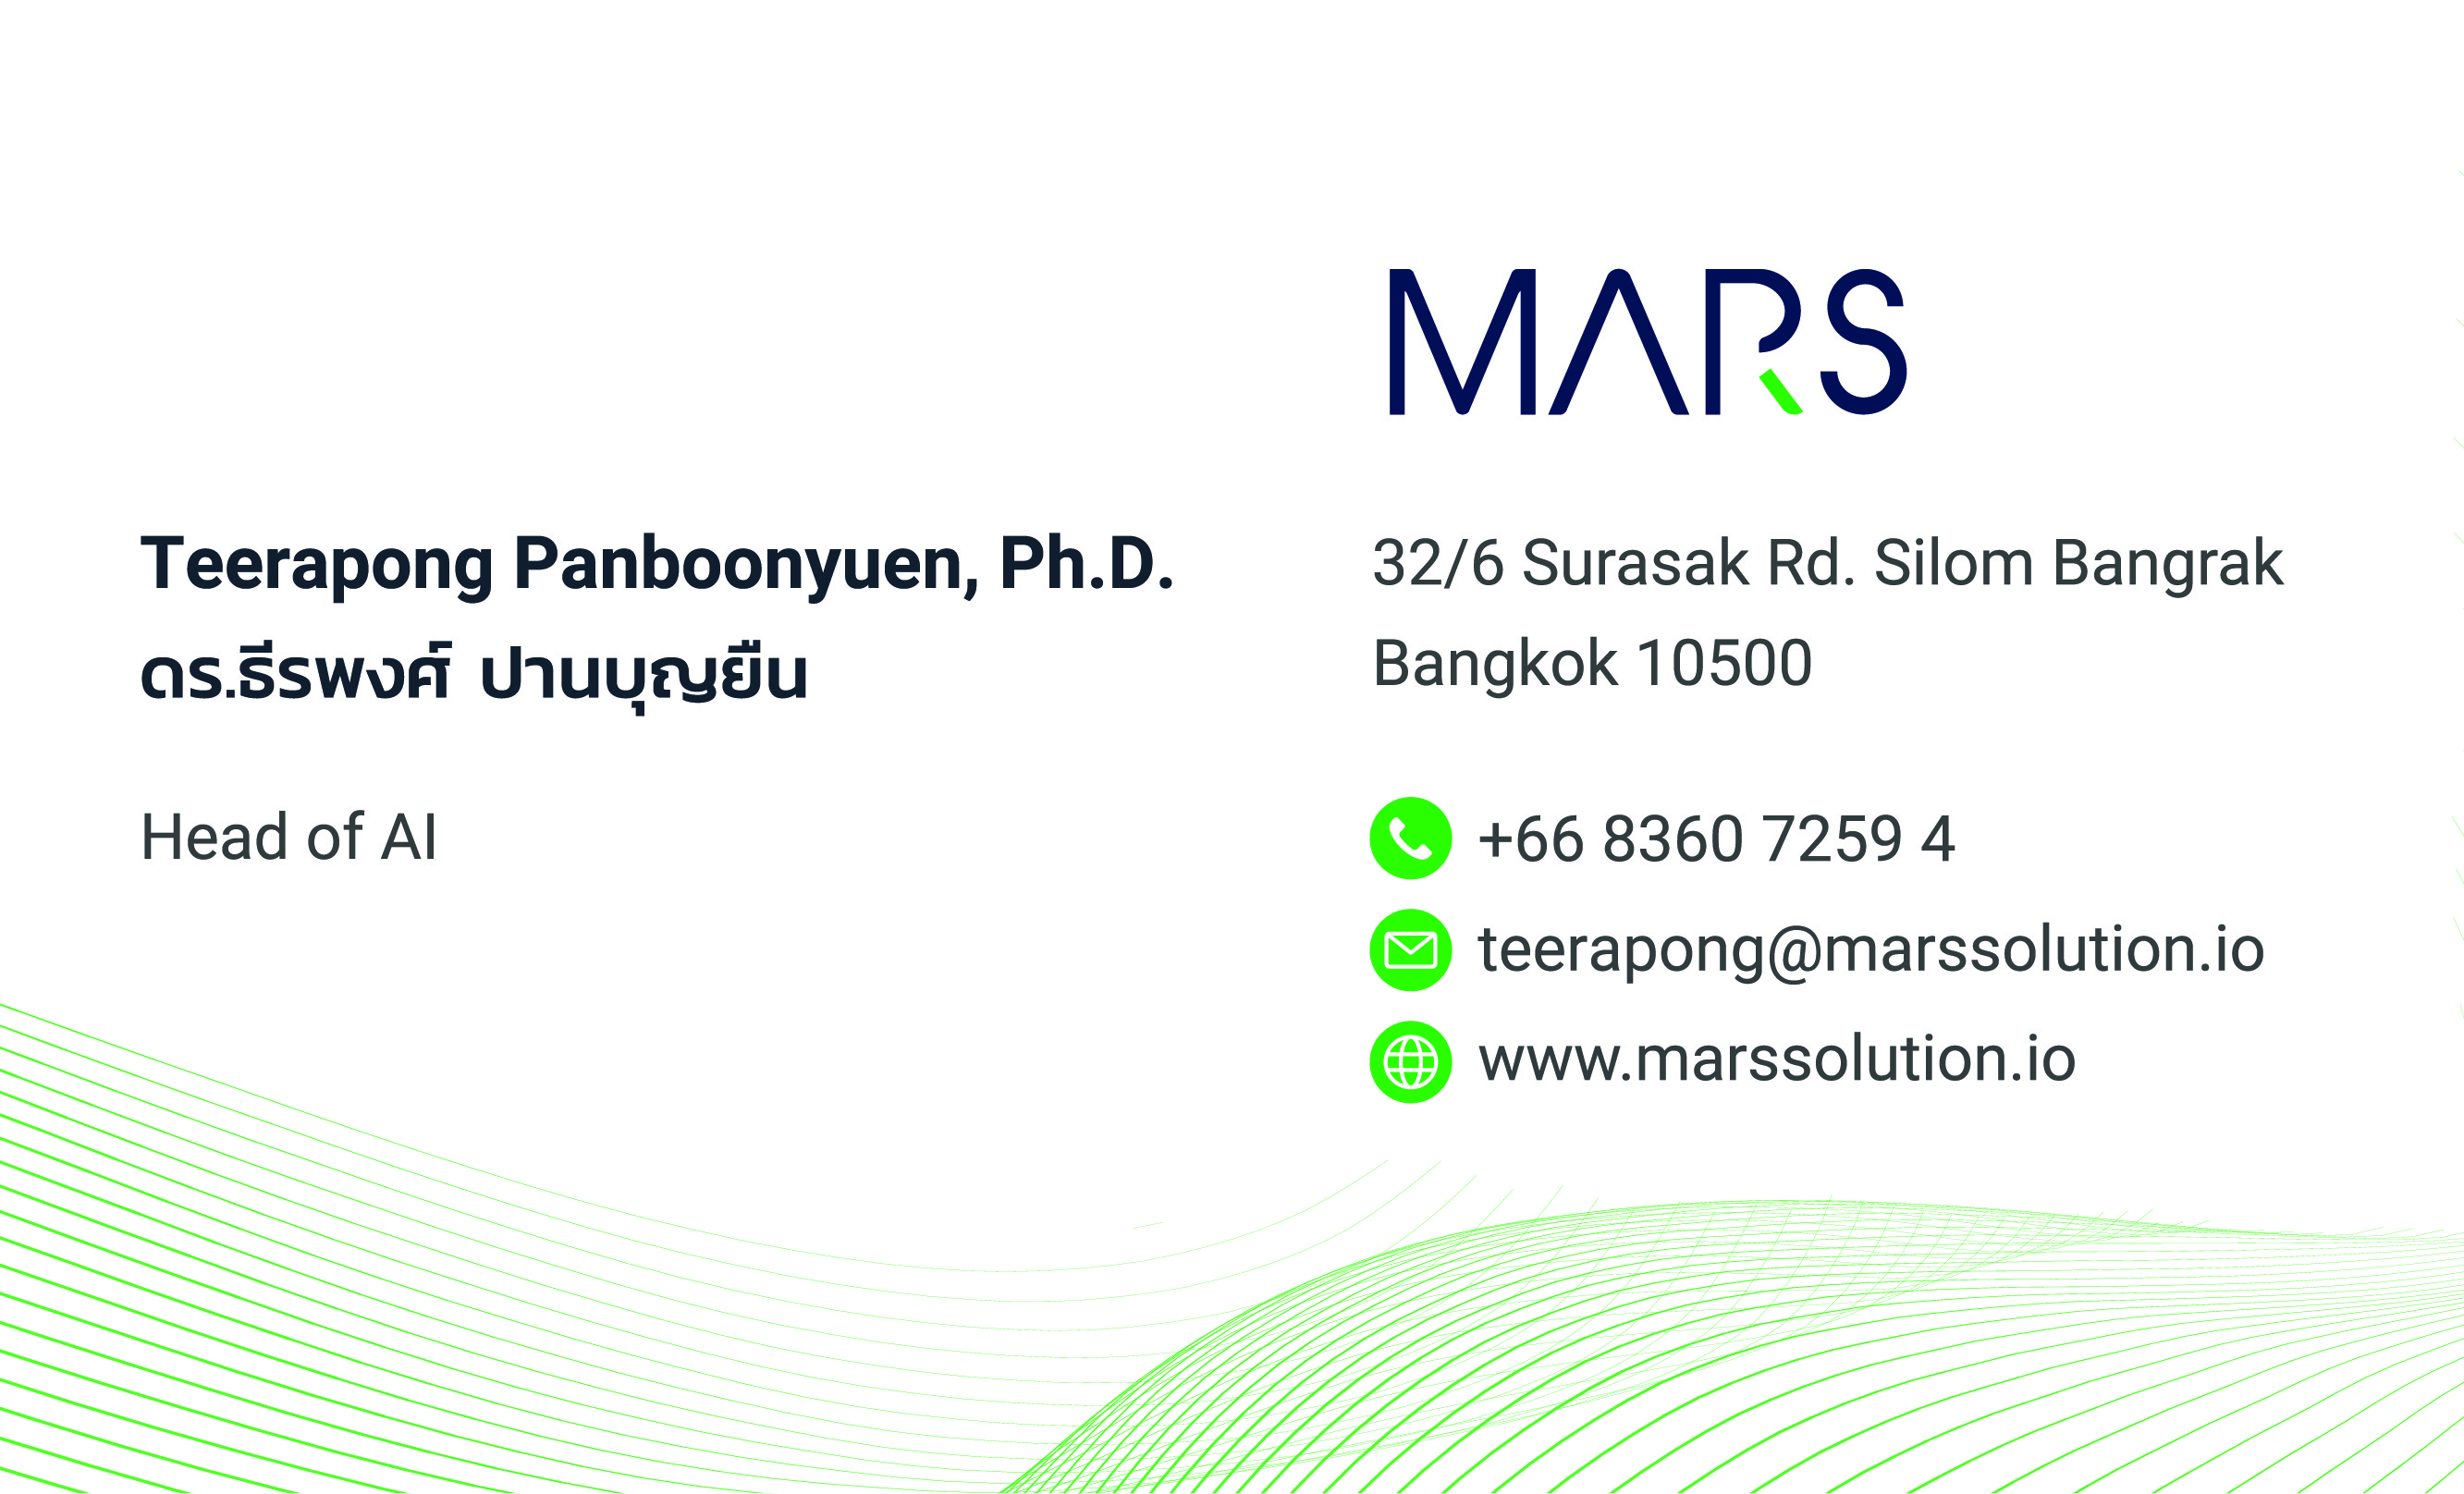 MARS
Teerapong Panboonyuen, Ph.D.
ดร.ธีรพงศ์ ปานบุญยืน
Head of AI
32/6 Surasak Rd. Silom Bangrak
Bangkok 10500
+66 8360 7259 4
teerapong@marssolution.io
www.marssolution.io